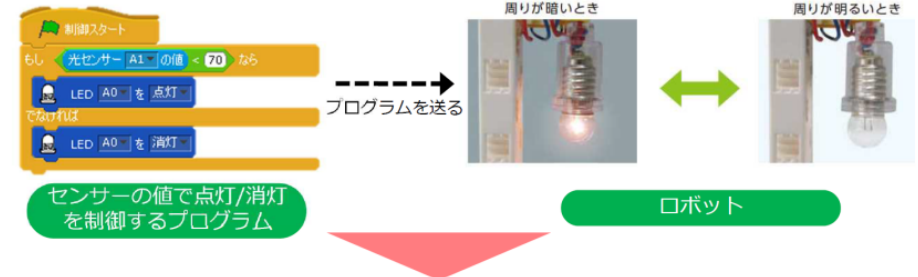 制御スタート
もし 光センサー A1 の値 < 70 なら
LED A0 を 点灯
でなければ
LED A0 を 消灯
センサーの値で点灯/消灯
を制御するプログラム
プログラムを送る
周りが暗いとき
周りが明るいとき
ロボット